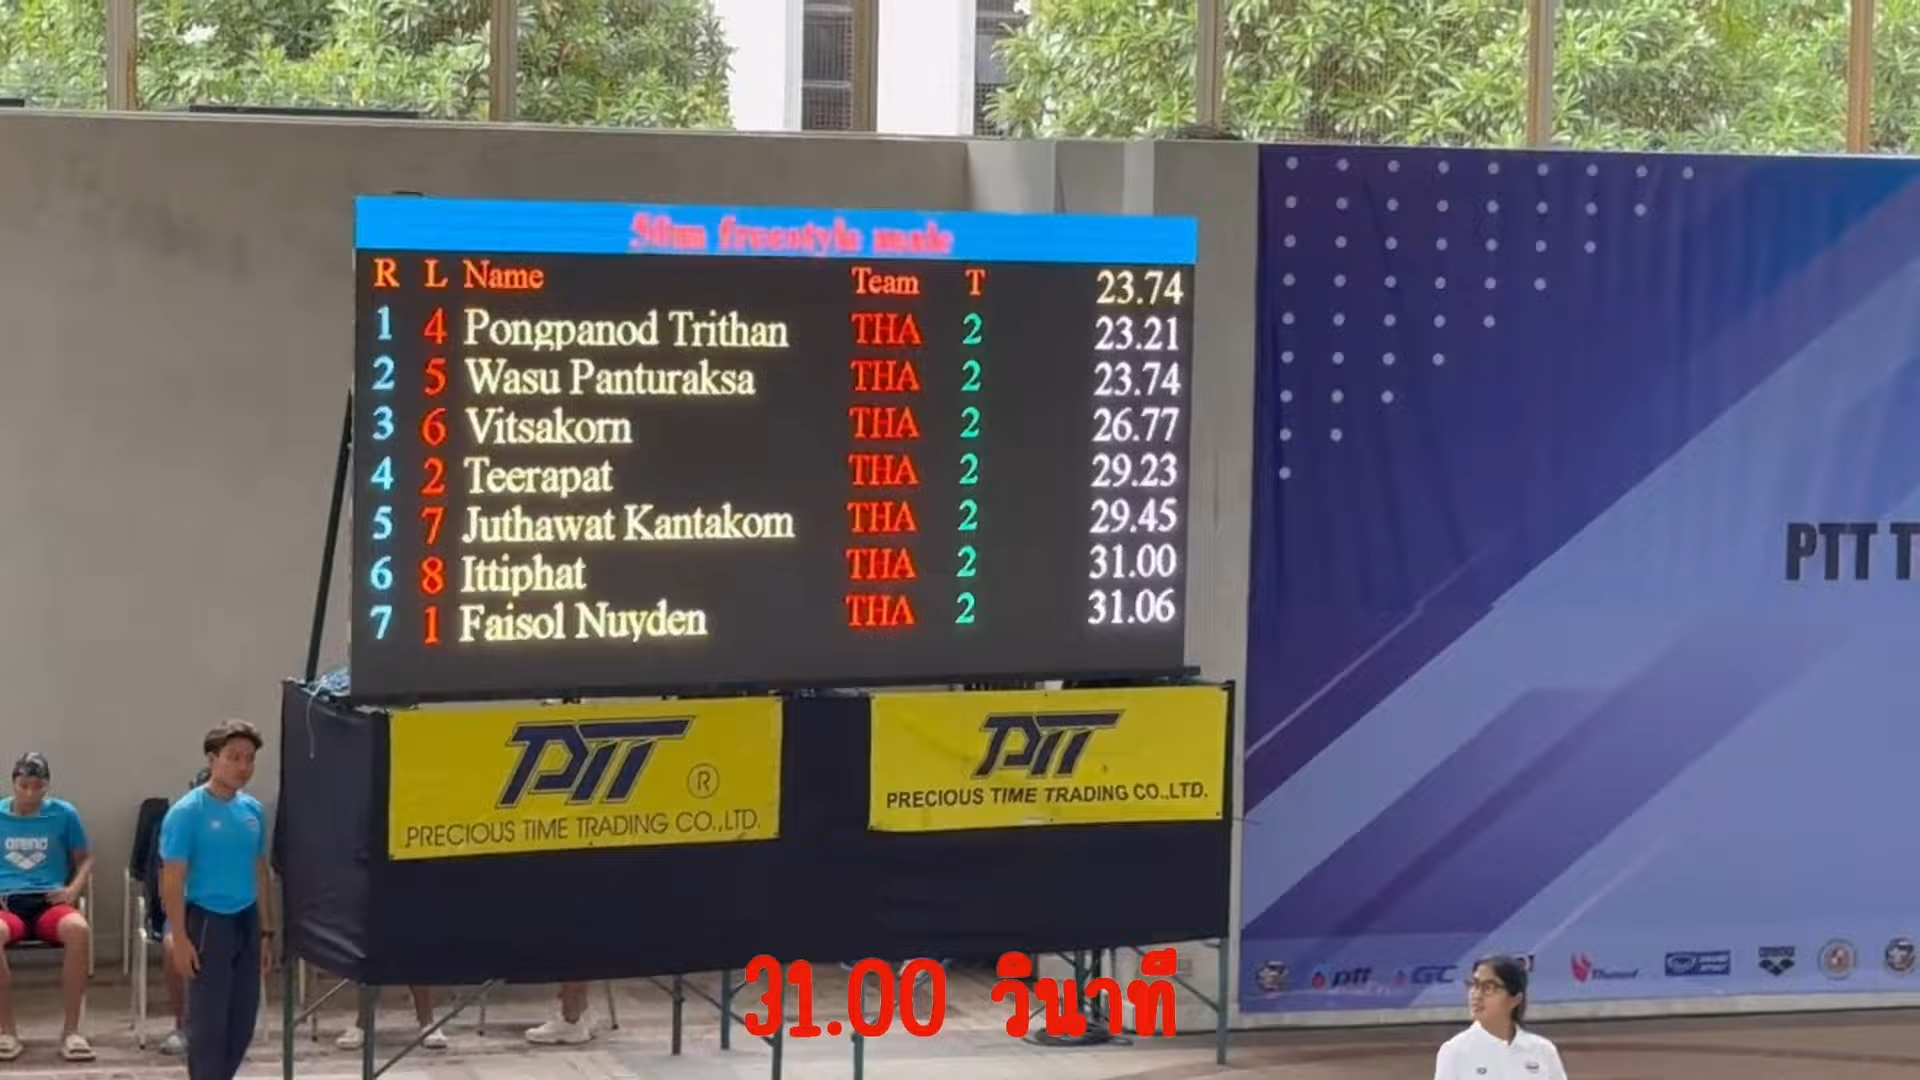 50m freestyle male
R L Name Team T 23.74
1 4 Pongpanod Trithan THA 2 23.21
2 5 Wasu Panturaksa THA 2 23.74
3 6 Vitsakorn THA 2 26.77
4 2 Teerapat THA 2 29.23
5 7 Juthawat Kantakom THA 2 29.45
6 8 Ittiphat THA 2 31.00
7 1 Faisol Nuyden THA 2 31.06
PTT T
PTT ®
PRECIOUS TIME TRADING CO.,LTD.
PTT
PRECIOUS TIME TRADING CO.,LTD.
arena
ptt GC
31.00 วินาที